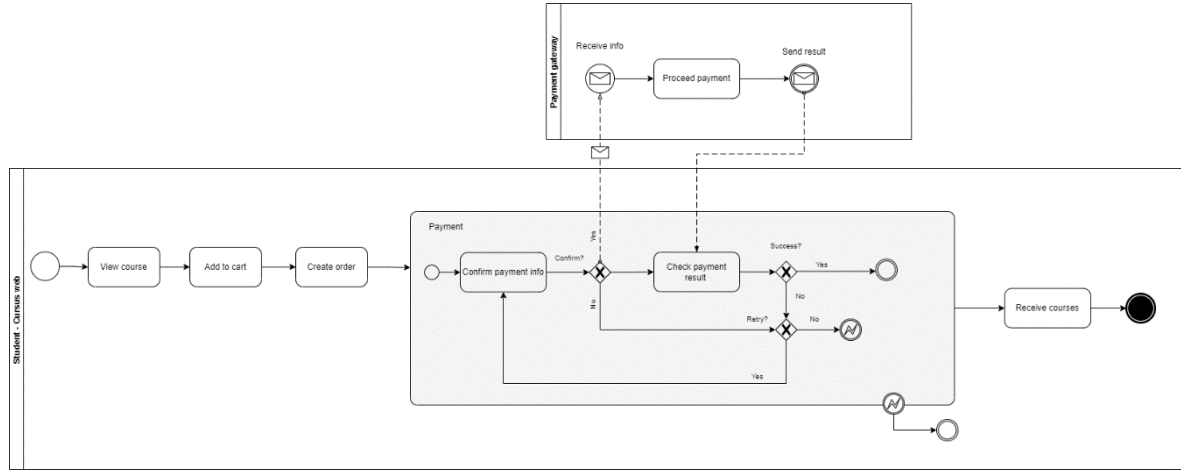 Payment gateway
Receive info
Proceed payment
Send result
Student - Cursus web
View course
Add to cart
Create order
Payment
Confirm payment info
Confirm?
Yes
No
Check payment
result
Success?
Yes
No
Retry?
No
Yes
Receive courses